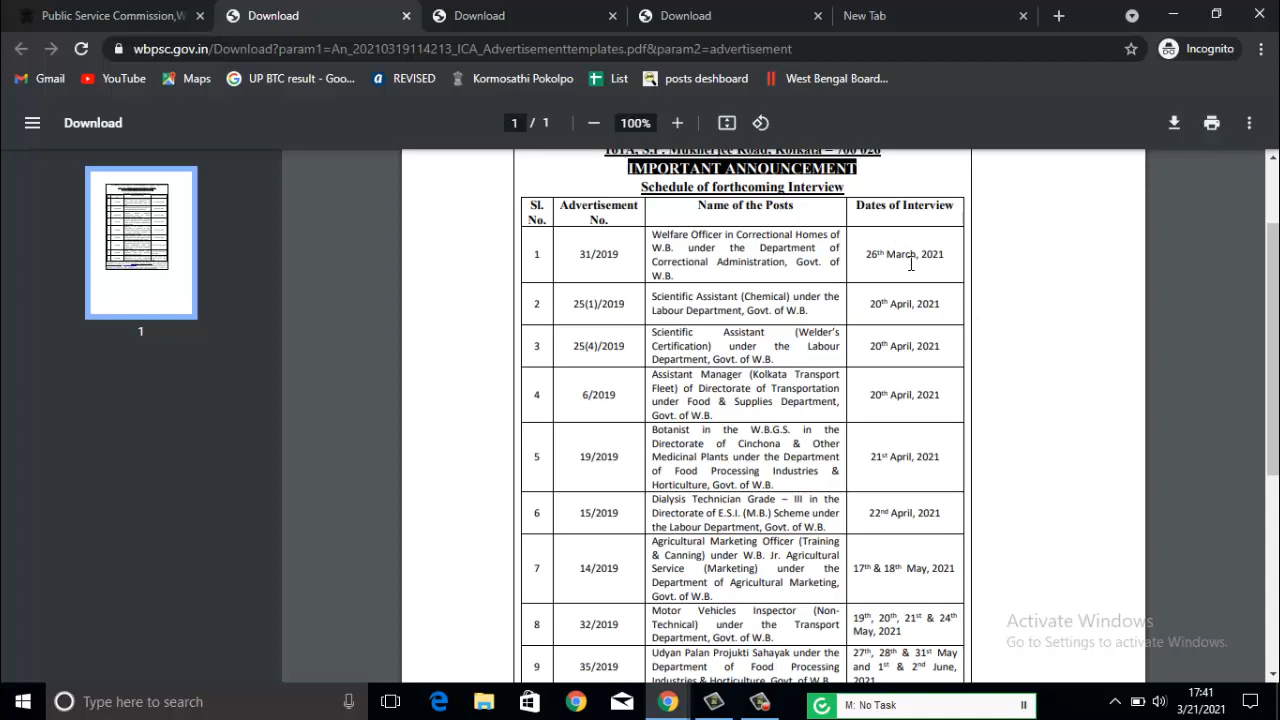 Public Service Commission,W
Download
Download
Download
New Tab
wbpsc.gov.in/Download?param1=An_20210319114213_ICA_Advertisementtemplates.pdf&param2=advertisement
Incognito
Gmail
YouTube
Maps
UP BTC result - Goo...
REVISED
Kormosathi Pokolpo
List
posts deshboard
West Bengal Board...
Download
1 / 1
100%
1
IMPORTANT ANNOUNCEMENT
Schedule of forthcoming Interview
Sl. No.
Advertisement No.
Name of the Posts
Dates of Interview
1
31/2019
Welfare Officer in Correctional Homes of
W.B. under the Department of
Correctional Administration, Govt. of
W.B.
26th March, 2021
2
25(1)/2019
Scientific Assistant (Chemical) under the
Labour Department, Govt. of W.B.
20th April, 2021
3
25(4)/2019
Scientific Assistant (Welder's
Certification) under the Labour
Department, Govt. of W.B.
20th April, 2021
4
6/2019
Assistant Manager (Kolkata Transport
Fleet) of Directorate of Transportation
under Food & Supplies Department,
Govt. of W.B.
20th April, 2021
5
19/2019
Botanist in the W.B.G.S. in the
Directorate of Cinchona & Other
Medicinal Plants under the Department
of Food Processing Industries &
Horticulture, Govt. of W.B.
21st April, 2021
6
15/2019
Dialysis Technician Grade – III in the
Directorate of E.S.I. (M.B.) Scheme under
the Labour Department, Govt. of W.B.
22nd April, 2021
7
14/2019
Agricultural Marketing Officer (Training
& Canning) under W.B. Jr. Agricultural
Service (Marketing) under the
Department of Agricultural Marketing,
Govt. of W.B.
17th & 18th May, 2021
8
32/2019
Motor Vehicles Inspector (Non-
Technical) under the Transport
Department, Govt. of W.B.
19th, 20th, 21st & 24th
May, 2021
9
35/2019
Udyan Palan Projukti Sahayak under the
Department of Food Processing
Industries & Horticulture, Govt. of W.B.
27th, 28th & 31st May
and 1st & 2nd June,
2021
Activate Windows
Go to Settings to activate Windows.
Type here to search
M: No Task
17:41
3/21/2021